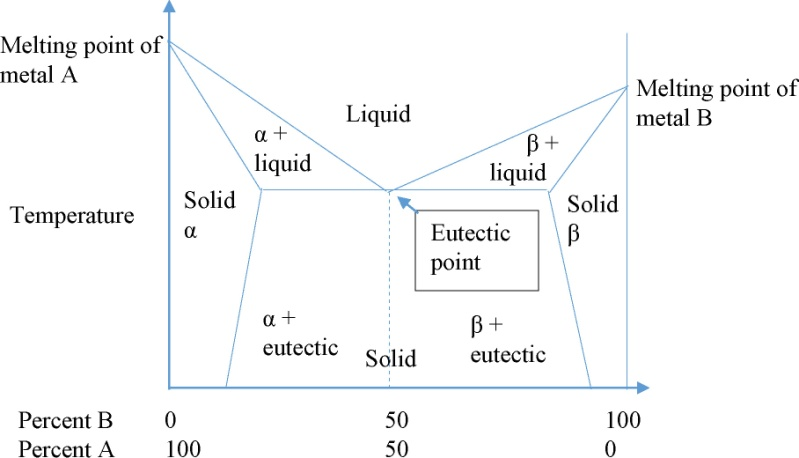 Melting point of
metal A
Liquid
Melting point of
metal B
α +
liquid
β +
liquid
Temperature
Solid
α
Solid
β
Eutectic
point
α +
eutectic
Solid
β +
eutectic
Percent B 0 50 100
Percent A 100 50 0